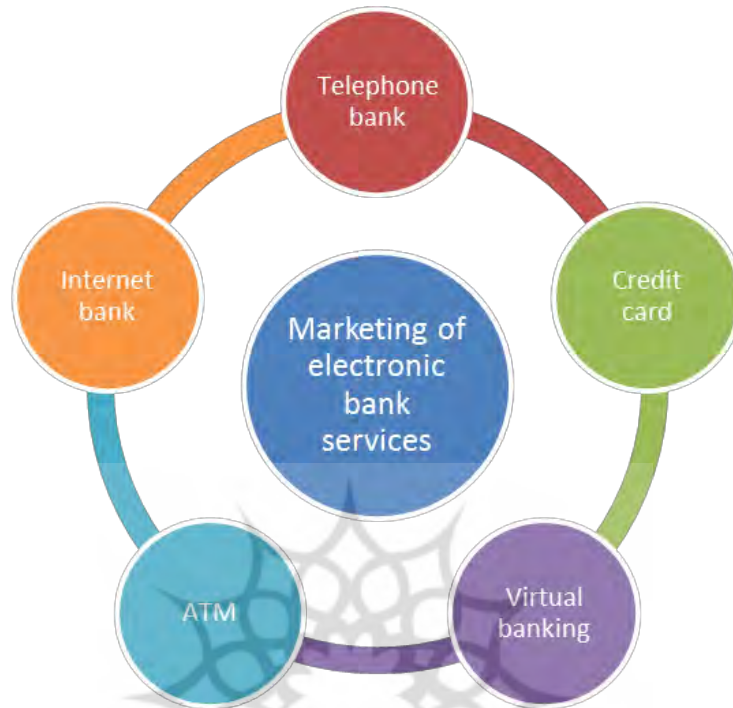 Telephone
bank
Credit
card
Virtual
banking
ATM
Internet
bank
Marketing of
electronic
bank
services